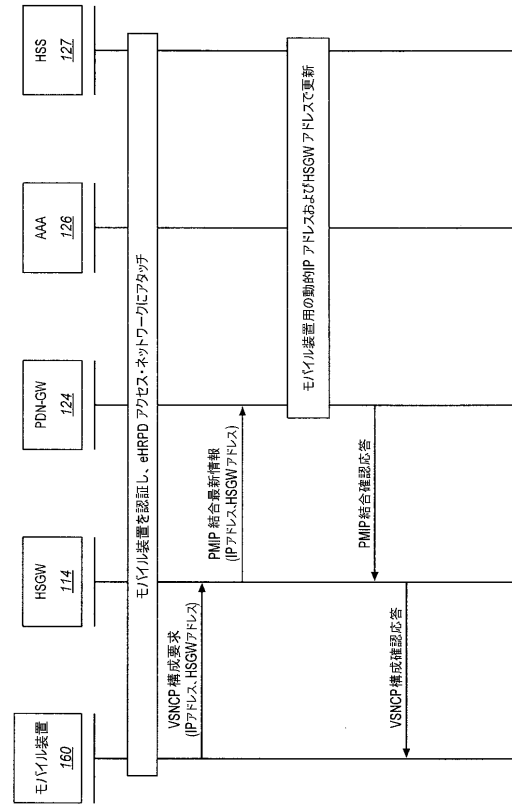 モバイル装置
160
HSGW
114
PDN-GW
124
AAA
126
HSS
127
モバイル装置を認証し、eHRPD アクセス・ネットワークにアタッチ
VSNCP 構成要求
(IPアドレス、HSGWアドレス)
PMIP 結合最新情報
(IPアドレス、HSGWアドレス)
モバイル装置用の動的IP アドレスおよびHSGW アドレスで更新
PMIP 結合確認応答
VSNCP 構成確認応答